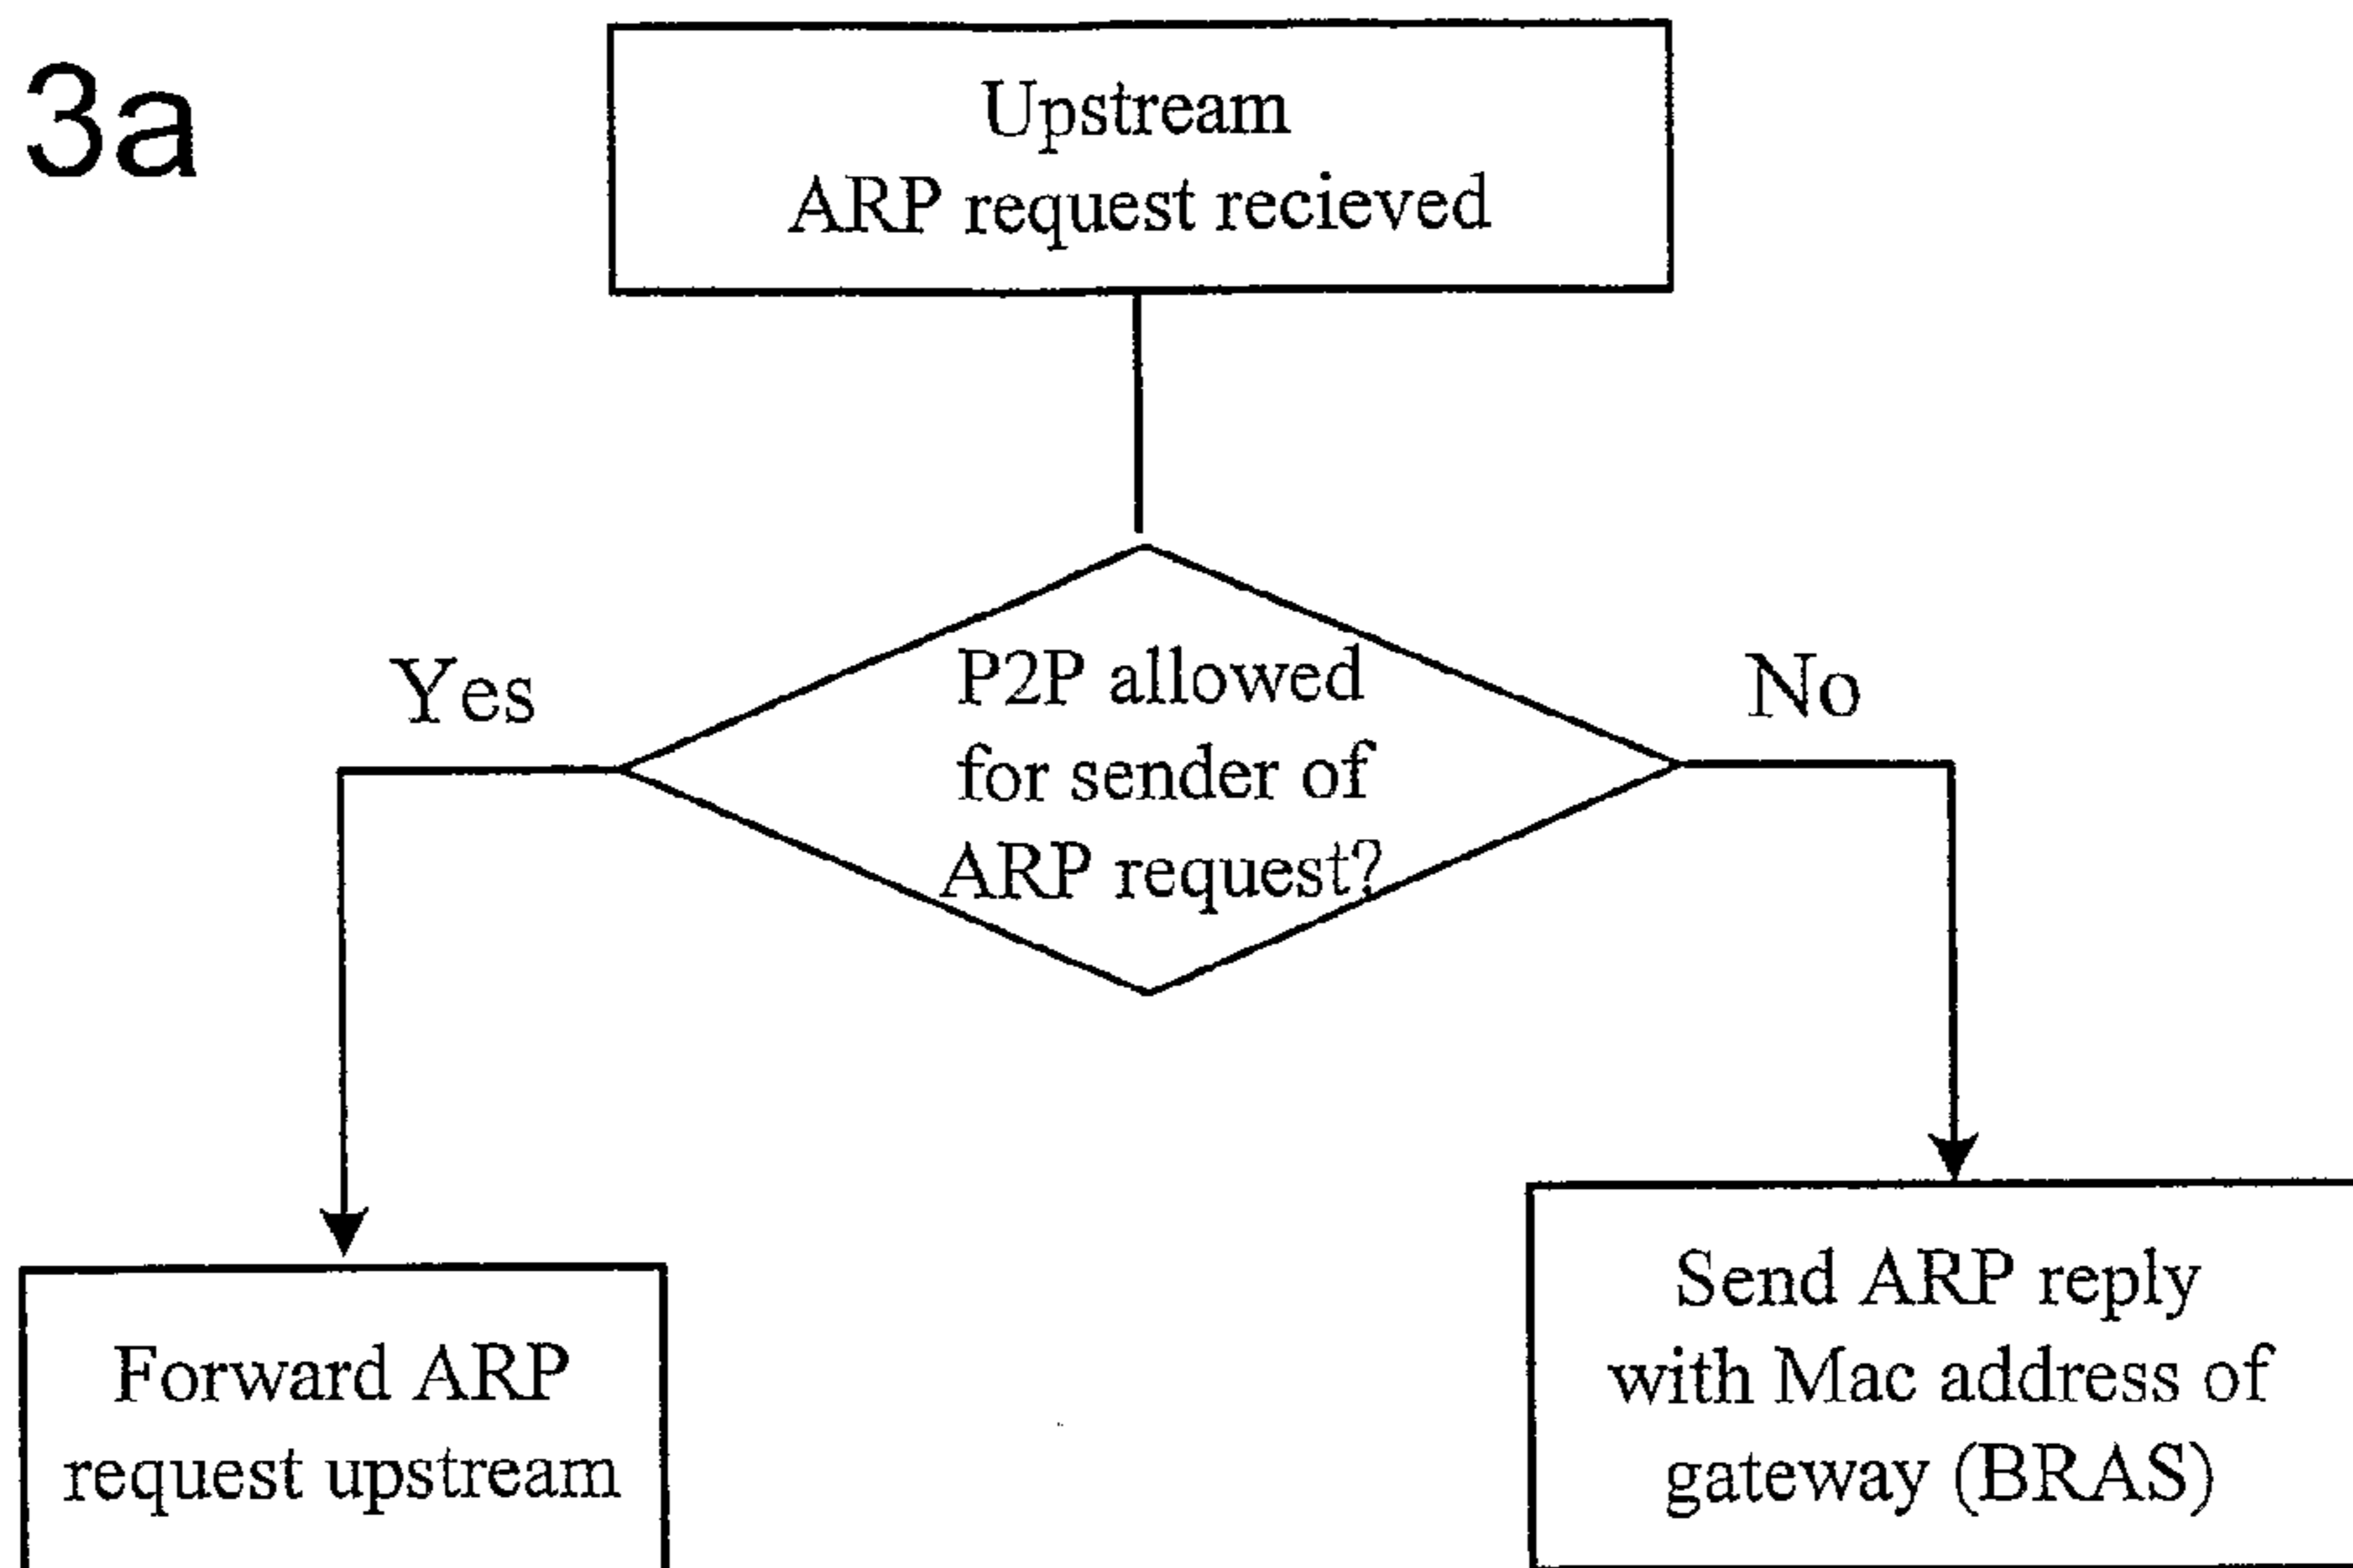 3a
Upstream
ARP request recieved
P2P allowed
for sender of
ARP request?
Yes
No
Forward ARP
request upstream
Send ARP reply
with Mac address of
gateway (BRAS)